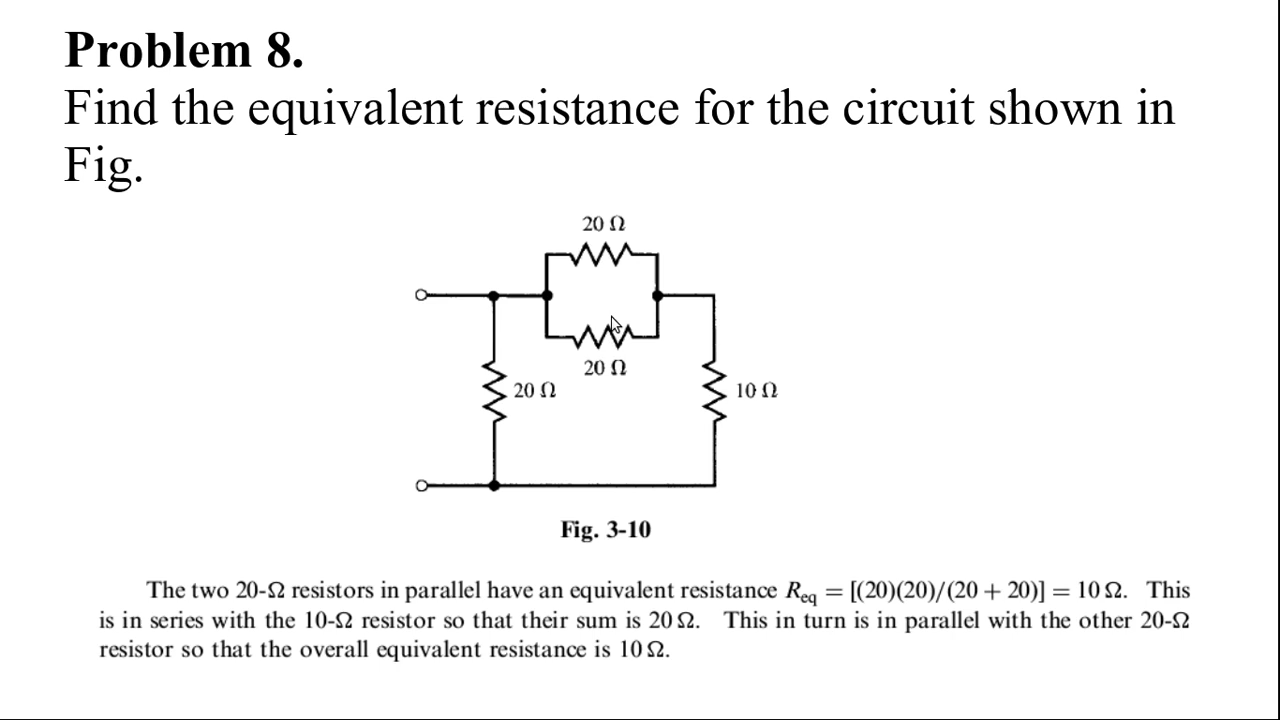 Problem 8.
Find the equivalent resistance for the circuit shown in
Fig.
20 Ω
20 Ω
20 Ω
10 Ω
Fig. 3-10
The two 20-Ω resistors in parallel have an equivalent resistance Req = [(20)(20)/(20 + 20)] = 10 Ω. This
is in series with the 10-Ω resistor so that their sum is 20 Ω. This in turn is in parallel with the other 20-Ω
resistor so that the overall equivalent resistance is 10 Ω.